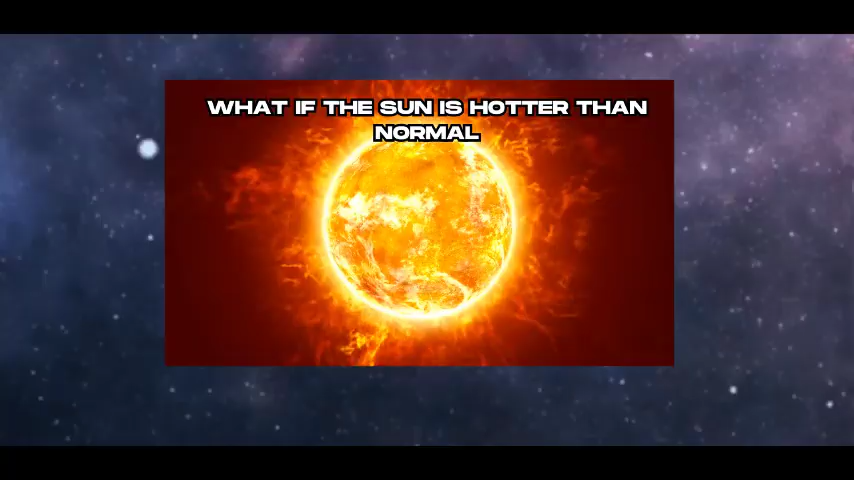 WHAT IF THE SUN IS HOTTER THAN
NORMAL